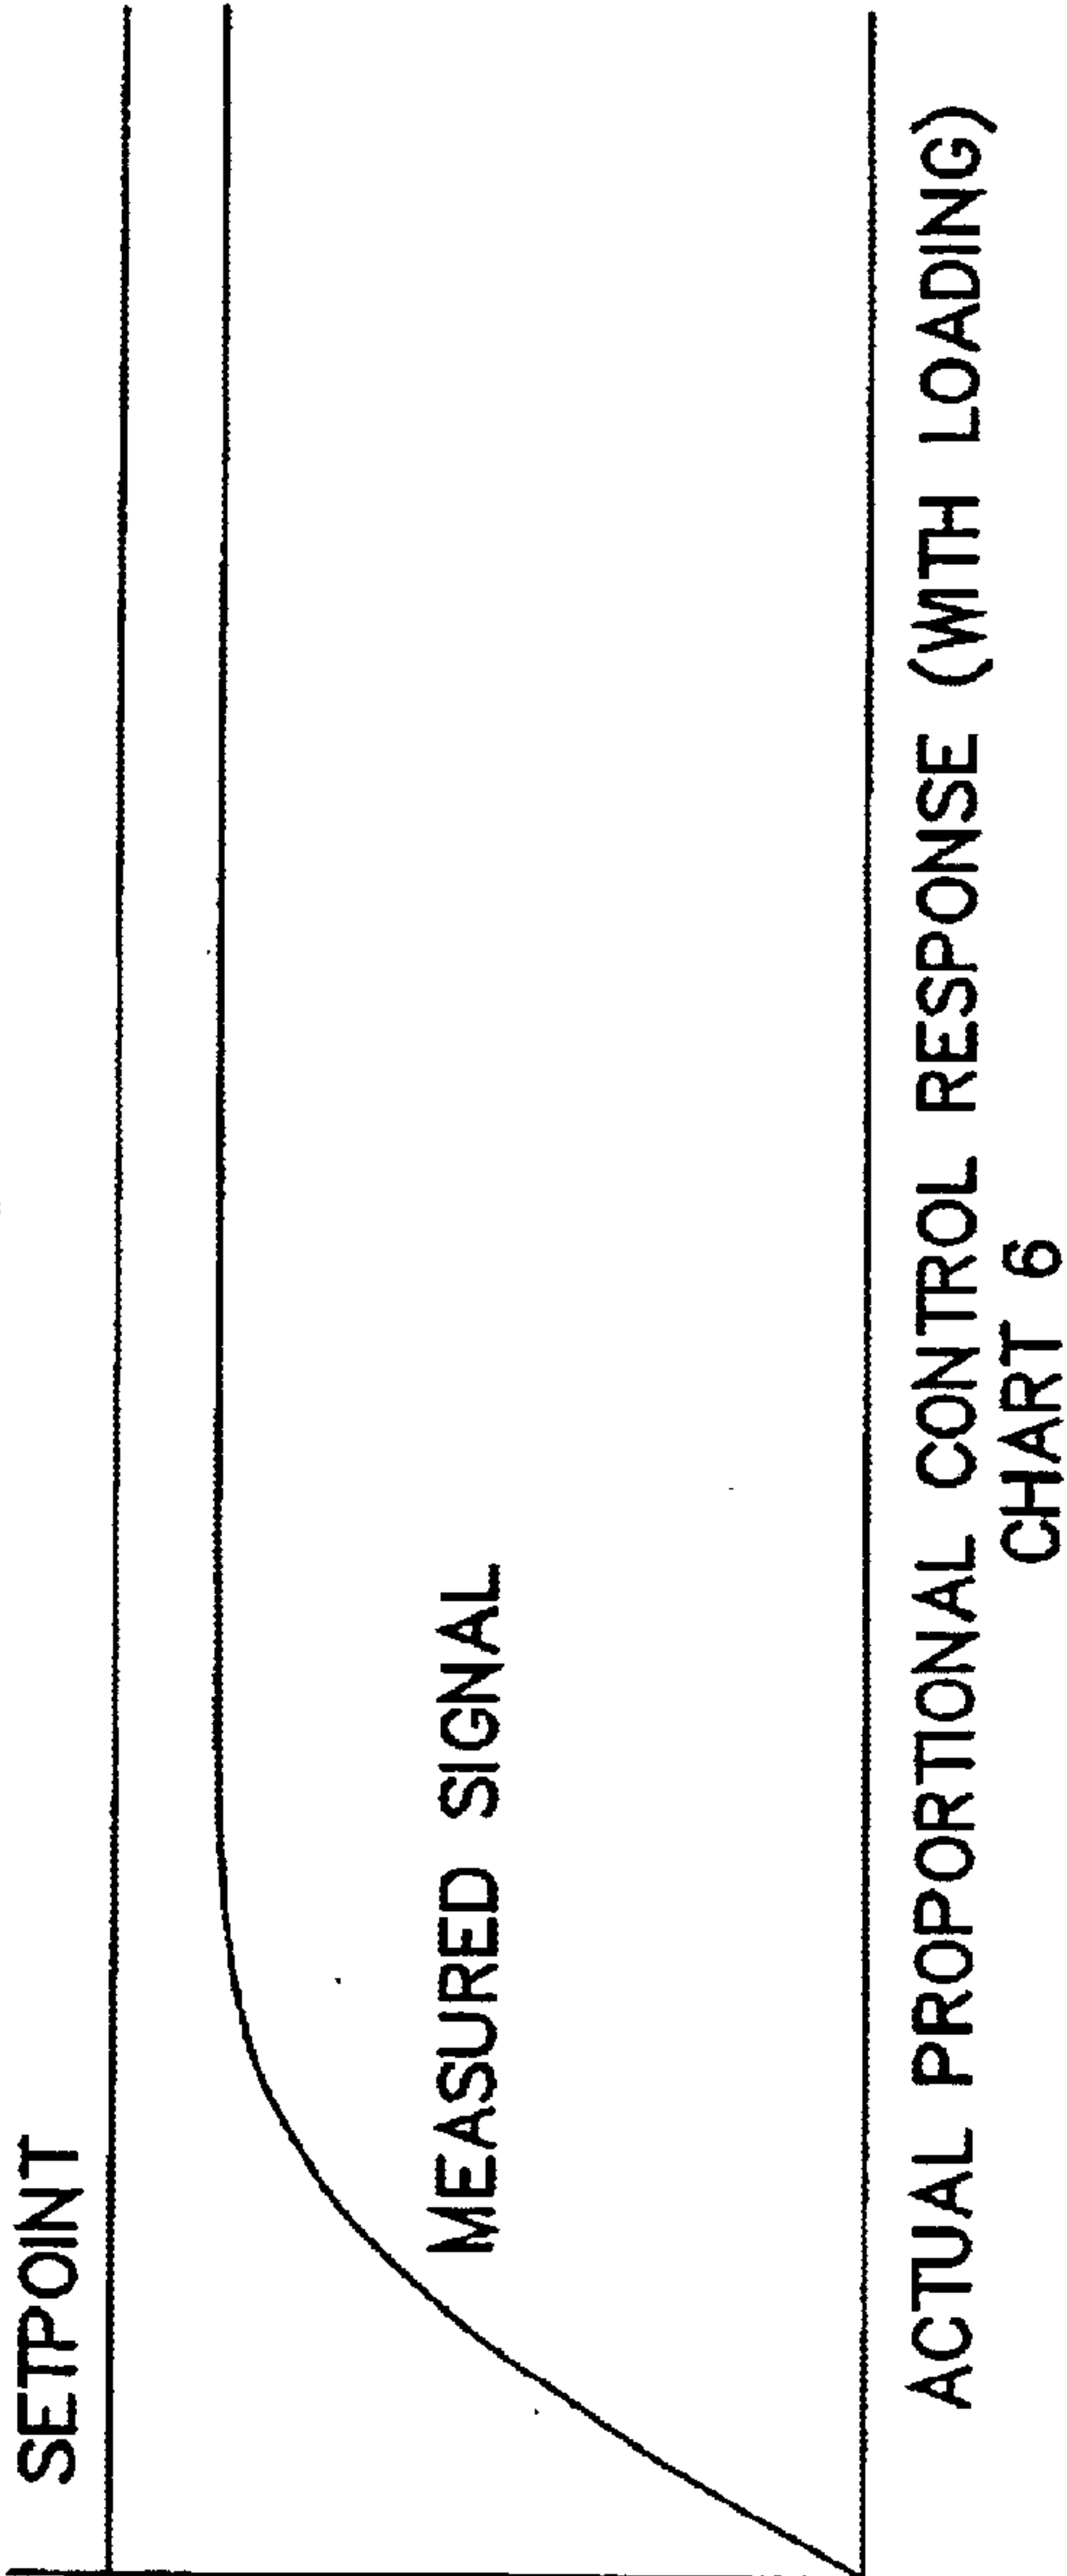 SETPOINT
MEASURED SIGNAL
ACTUAL PROPORTIONAL CONTROL RESPONSE (WITH LOADING)
CHART 6